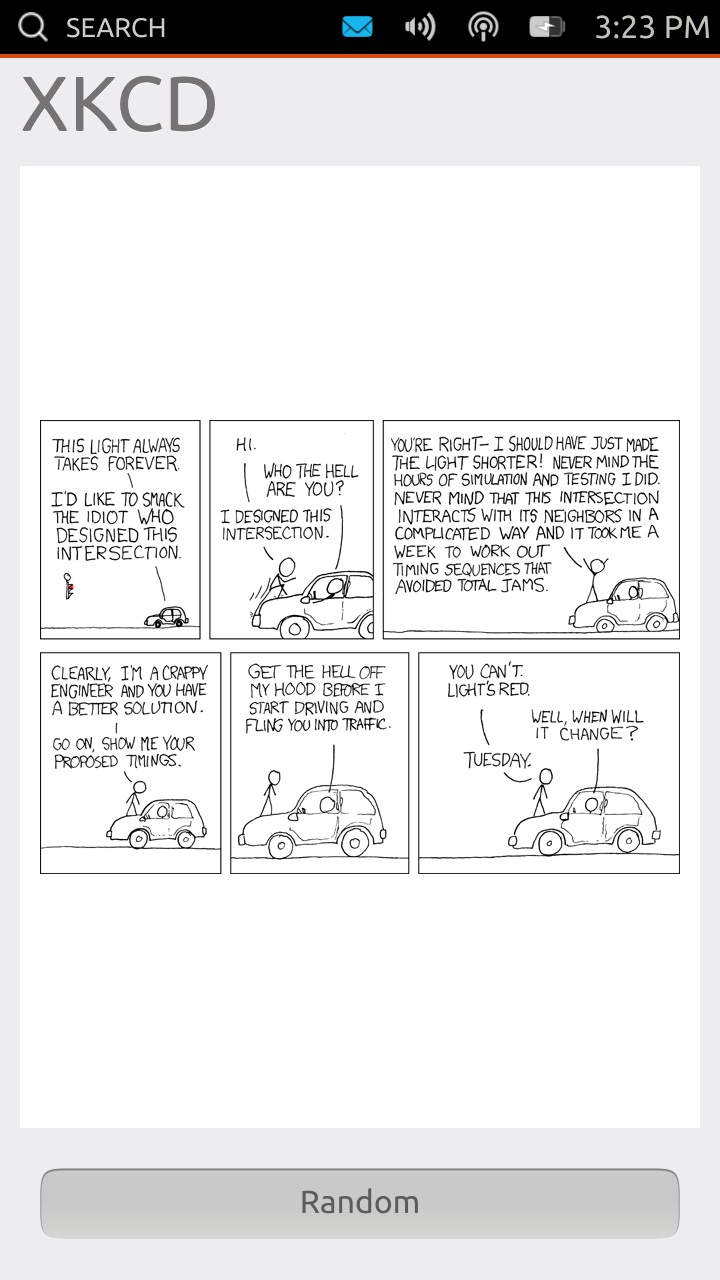 SEARCH
3:23 PM
XKCD
THIS LIGHT ALWAYS
TAKES FOREVER.
I'D LIKE TO SMACK
THE IDIOT WHO
DESIGNED THIS
INTERSECTION.
HI.
WHO THE HELL
ARE YOU?
I DESIGNED THIS
INTERSECTION.
YOU'RE RIGHT— I SHOULD HAVE JUST MADE
THE LIGHT SHORTER! NEVER MIND THE
HOURS OF SIMULATION AND TESTING I DID.
NEVER MIND THAT THIS INTERSECTION
INTERACTS WITH ITS NEIGHBORS IN A
COMPLICATED WAY AND IT TOOK ME A
WEEK TO WORK OUT
TIMING SEQUENCES THAT
AVOIDED TOTAL JAMS.
CLEARLY, I'M A CRAPPY
ENGINEER AND YOU HAVE
A BETTER SOLUTION.
GO ON, SHOW ME YOUR
PROPOSED TIMINGS.
GET THE HELL OFF
MY HOOD BEFORE I
START DRIVING AND
FLING YOU INTO TRAFFIC.
YOU CAN'T.
LIGHT'S RED.
WELL, WHEN WILL
IT CHANGE?
TUESDAY.
Random